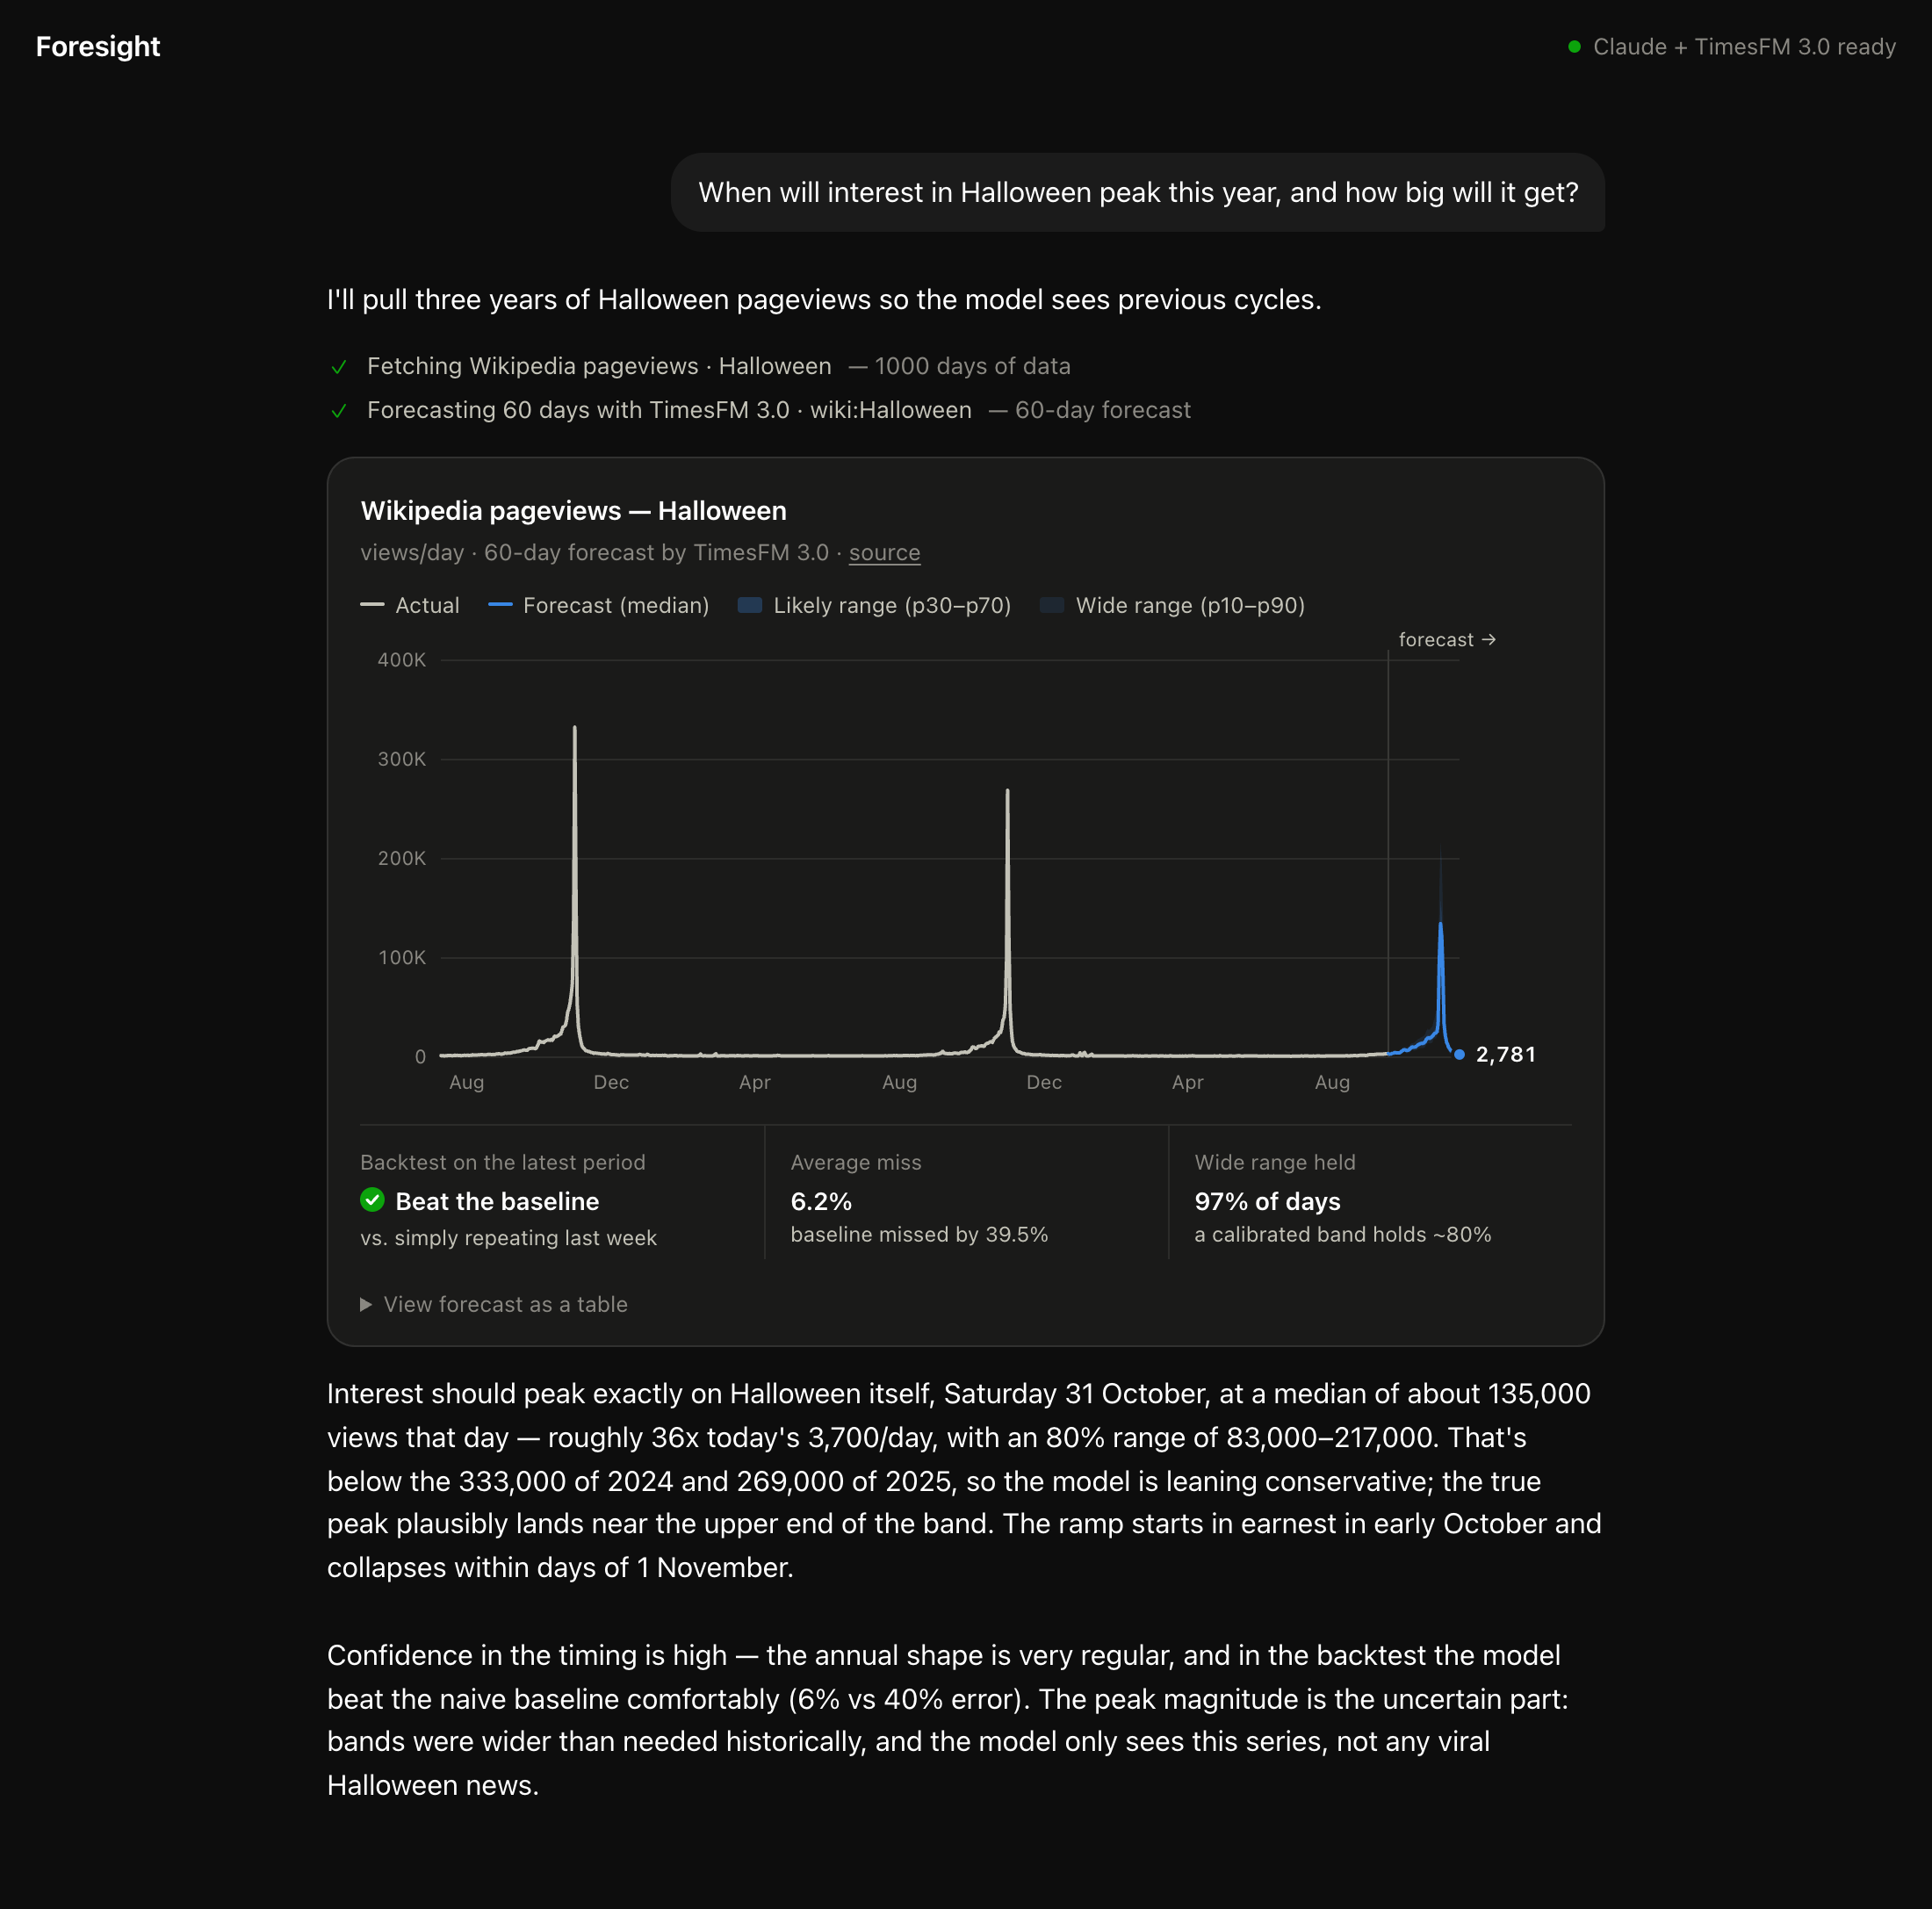 Foresight
Claude + TimesFM 3.0 ready
When will interest in Halloween peak this year, and how big will it get?
I'll pull three years of Halloween pageviews so the model sees previous cycles.
✓ Fetching Wikipedia pageviews · Halloween — 1000 days of data
✓ Forecasting 60 days with TimesFM 3.0 · wiki:Halloween — 60-day forecast
Wikipedia pageviews — Halloween
views/day · 60-day forecast by TimesFM 3.0 · source
Actual Forecast (median) Likely range (p30–p70) Wide range (p10–p90)
forecast →
400K
300K
200K
100K
0
2,781
Aug Dec Apr Aug Dec Apr Aug
Backtest on the latest period
Beat the baseline
vs. simply repeating last week
Average miss
6.2%
baseline missed by 39.5%
Wide range held
97% of days
a calibrated band holds ~80%
▶ View forecast as a table
Interest should peak exactly on Halloween itself, Saturday 31 October, at a median of about 135,000
views that day — roughly 36x today's 3,700/day, with an 80% range of 83,000–217,000. That's
below the 333,000 of 2024 and 269,000 of 2025, so the model is leaning conservative; the true
peak plausibly lands near the upper end of the band. The ramp starts in earnest in early October and
collapses within days of 1 November.
Confidence in the timing is high — the annual shape is very regular, and in the backtest the model
beat the naive baseline comfortably (6% vs 40% error). The peak magnitude is the uncertain part:
bands were wider than needed historically, and the model only sees this series, not any viral
Halloween news.